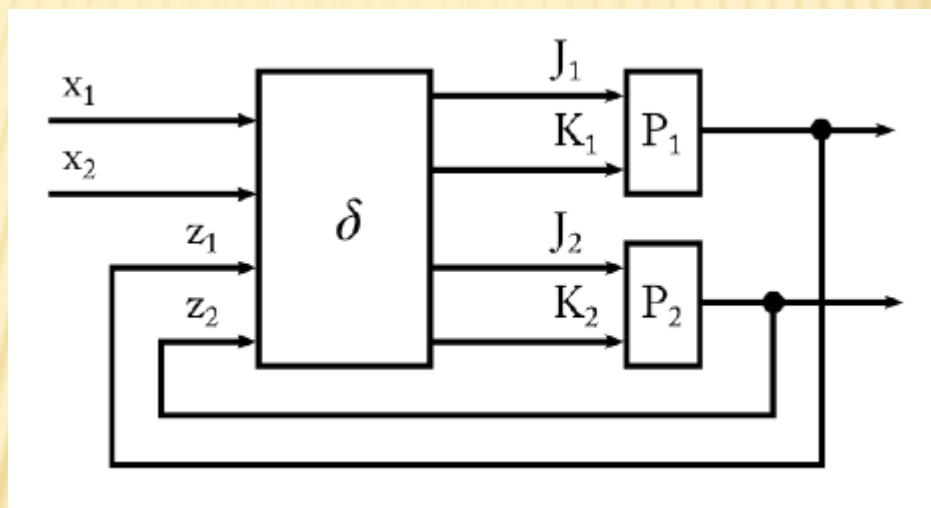 x₁
x₂
z₁
z₂
δ
J₁
K₁
J₂
K₂
P₁
P₂